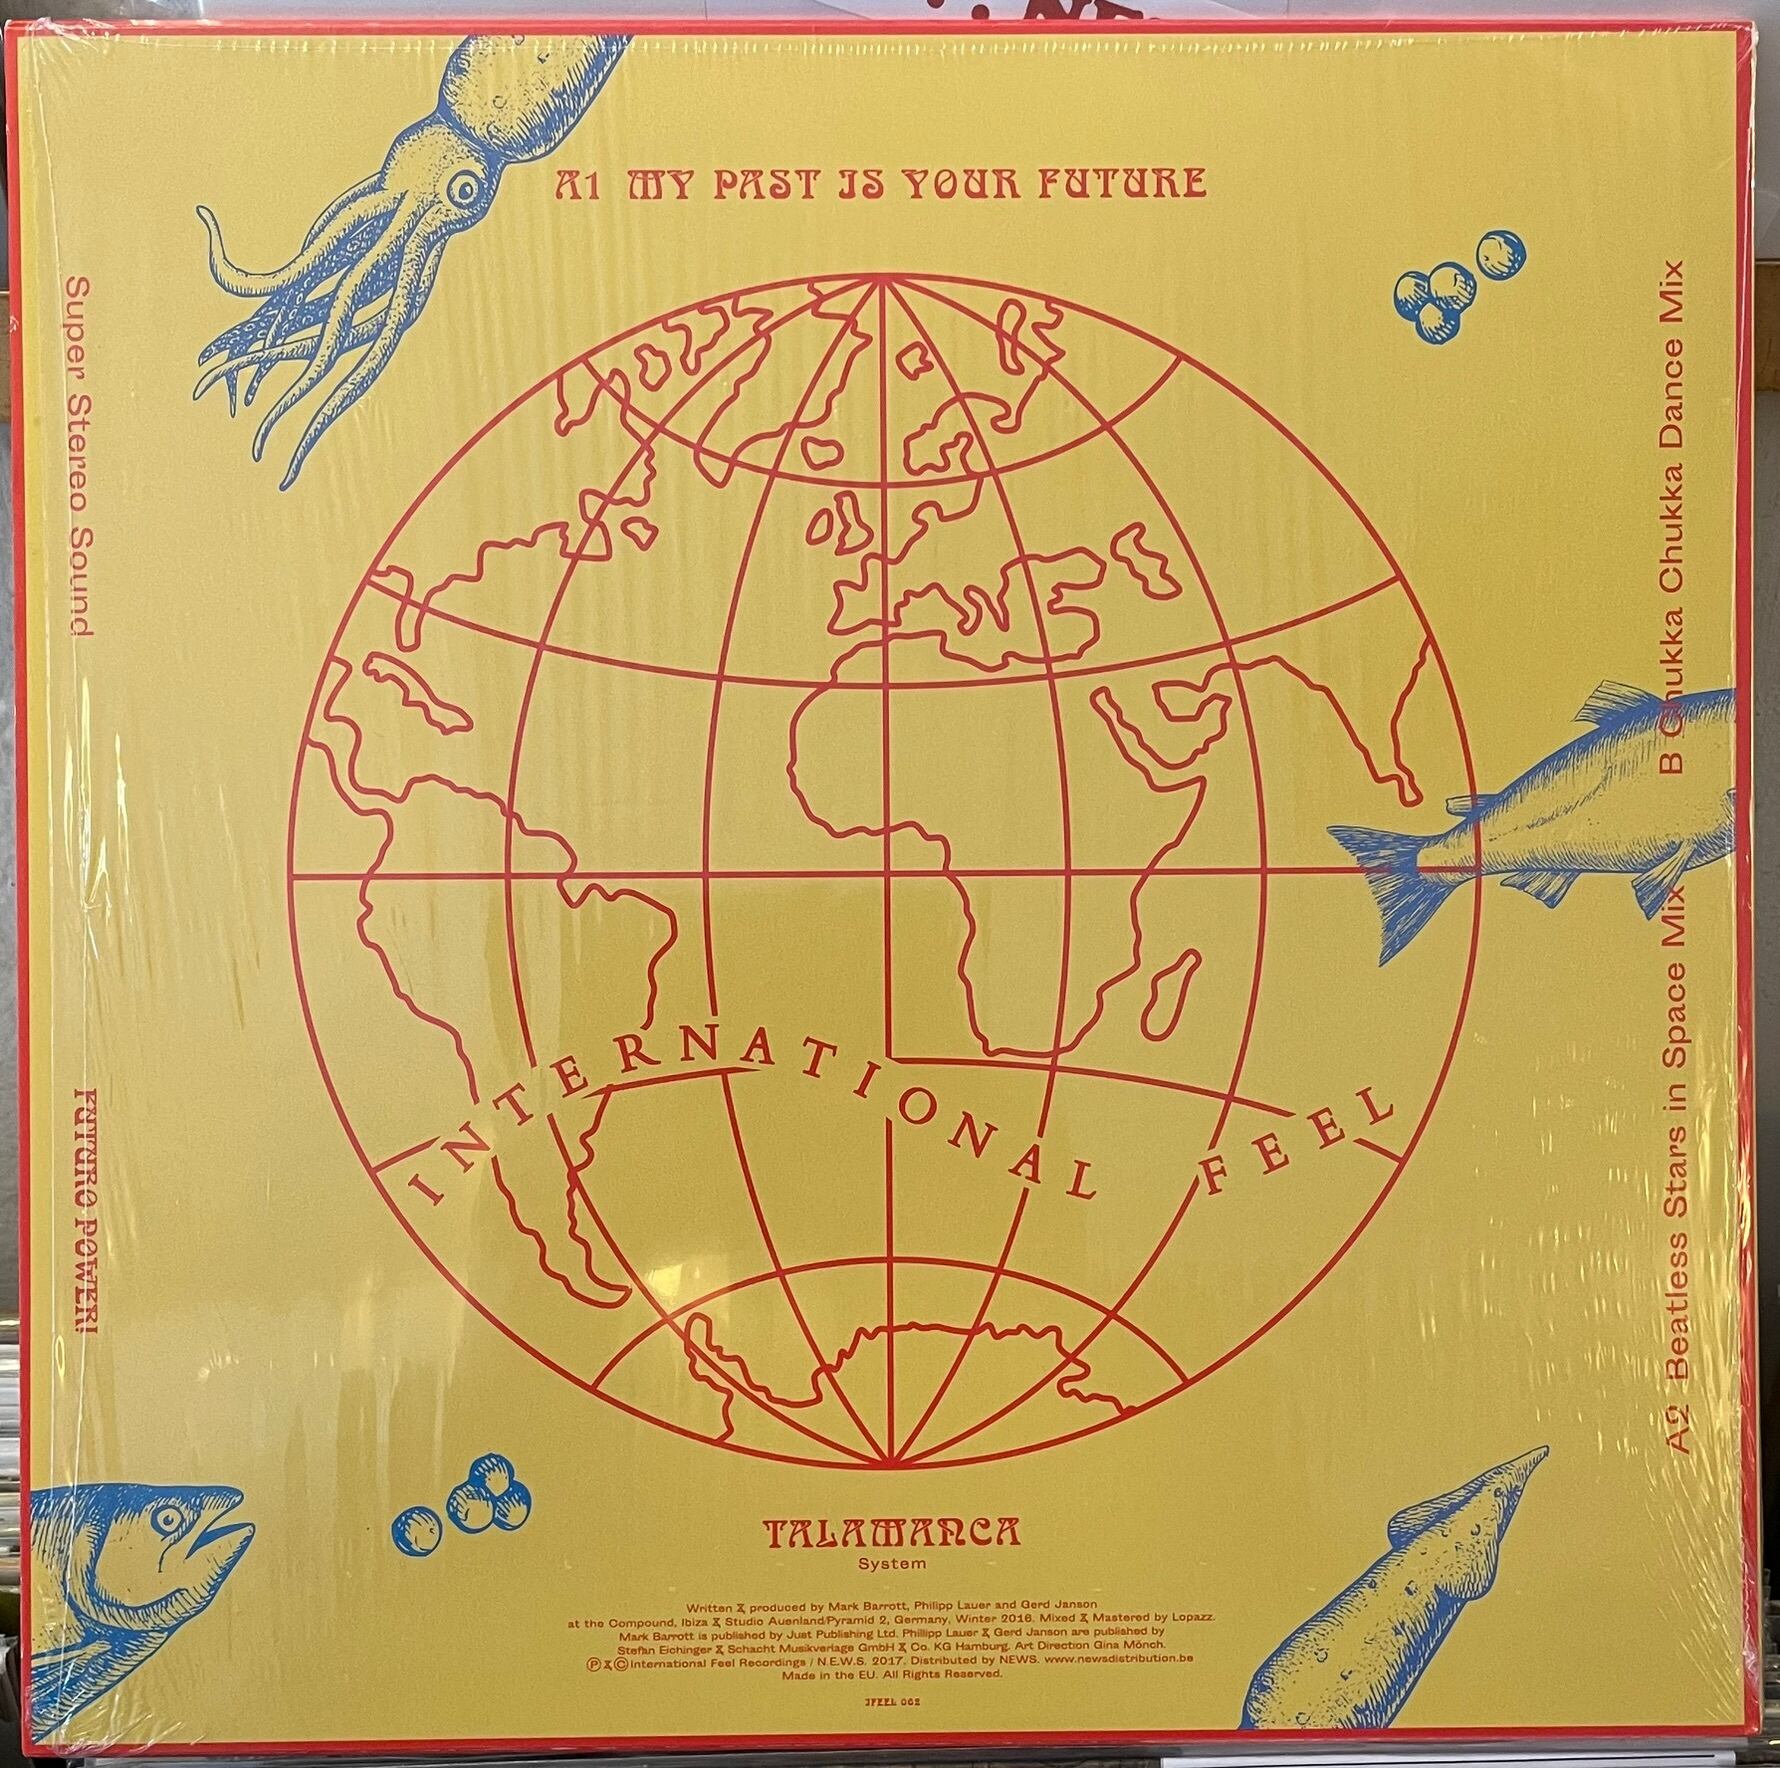 A1 MY PAST IS YOUR FUTURE
Super Stereo Sound
FUTURO POWER!
B Chukka Chukka Dance Mix
A2 Beatless Stars in Space Mix
INTERNATIONAL FEEL
TALAMANCA
System
Written & produced by Mark Barrott, Philipp Lauer and Gerd Janson
at the Compound, Ibiza & Studio Auenland/Pyramid 2, Germany, Winter 2016. Mixed & Mastered by Lopazz.
Mark Barrott is published by Just Publishing Ltd. Phillipp Lauer & Gerd Janson are published by
Stefan Eichinger & Schacht Musikverlage GmbH & Co. KG Hamburg. Art Direction Gina Mönch.
Ⓟ & © International Feel Recordings / N.E.W.S. 2017. Distributed by NEWS. www.newsdistribution.be
Made in the EU. All Rights Reserved.
IFEEL 062